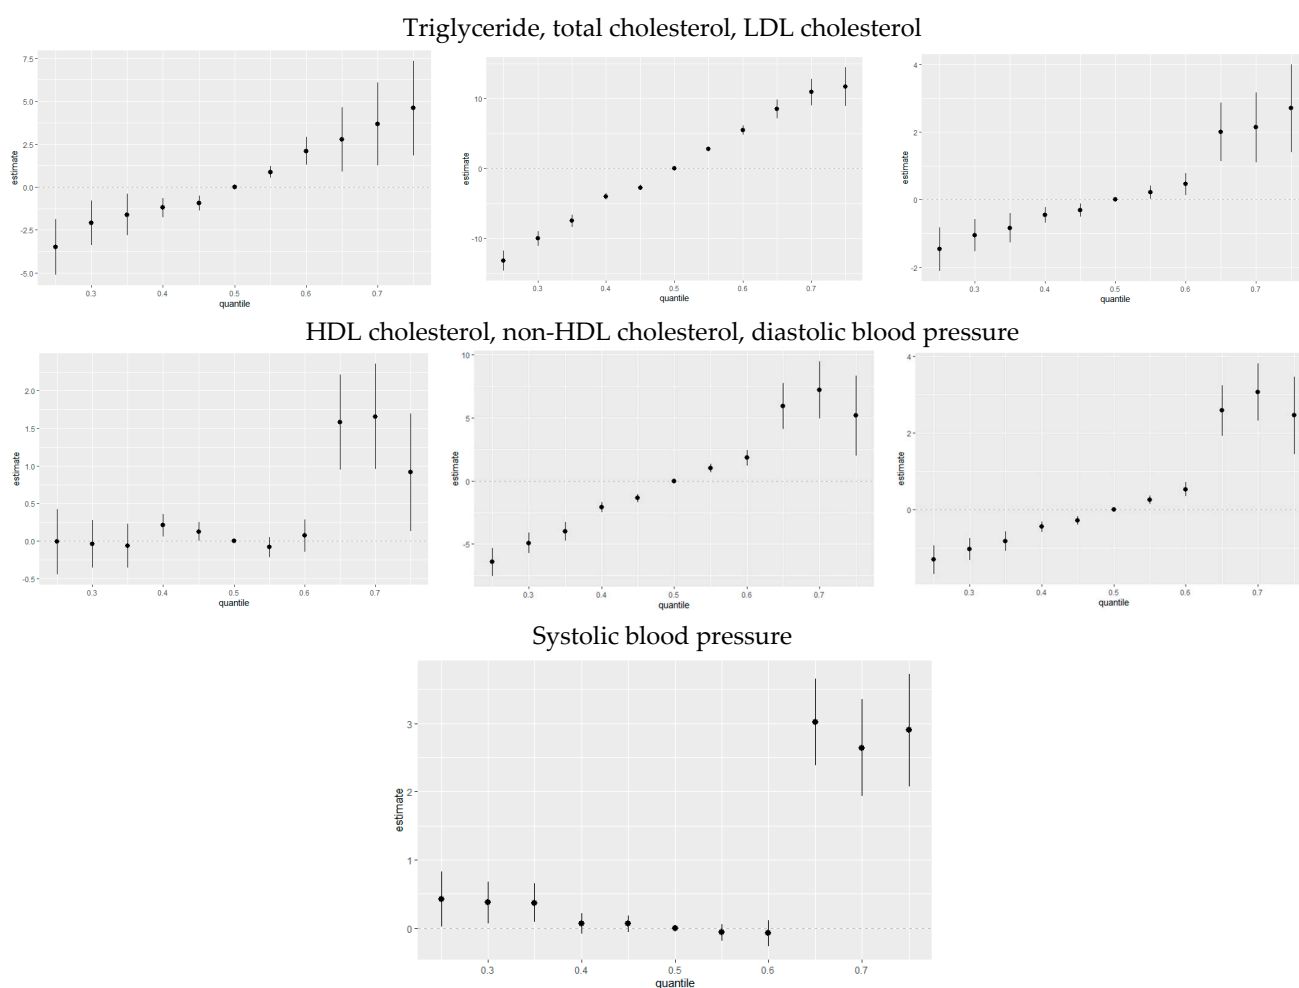 Triglyceride, total cholesterol, LDL cholesterol
7.5
5.0
2.5
0.0
-2.5
-5.0
estimate
0.3 0.4 0.5 0.6 0.7
quantile
10
0
-10
estimate
0.3 0.4 0.5 0.6 0.7
quantile
4
2
0
-2
estimate
0.3 0.4 0.5 0.6 0.7
quantile
HDL cholesterol, non-HDL cholesterol, diastolic blood pressure
2.0
1.5
1.0
0.5
0.0
-0.5
estimate
0.3 0.4 0.5 0.6 0.7
quantile
10
5
0
-5
estimate
0.3 0.4 0.5 0.6 0.7
quantile
4
2
0
estimate
0.3 0.4 0.5 0.6 0.7
quantile
Systolic blood pressure
3
2
1
0
estimate
0.3 0.4 0.5 0.6 0.7
quantile